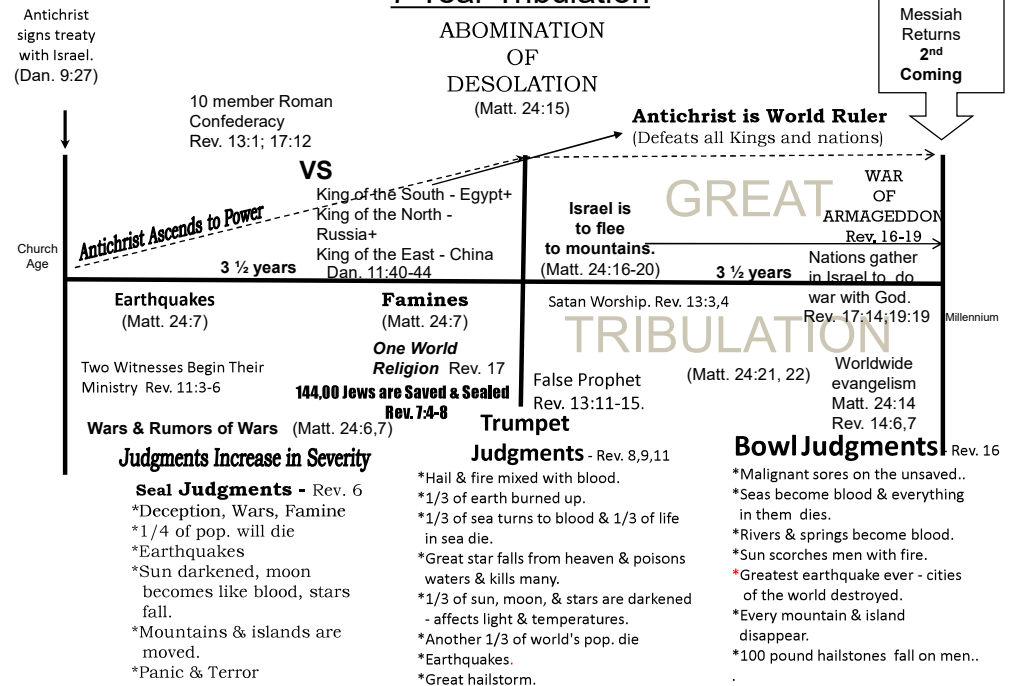 7 Year Tribulation
Antichrist
signs treaty
with Israel.
(Dan. 9:27)
ABOMINATION
OF
DESOLATION
(Matt. 24:15)
Messiah
Returns
2nd
Coming
10 member Roman
Confederacy
Rev. 13:1; 17:12
VS
King of the South - Egypt+
King of the North -
Russia+
King of the East - China
Dan. 11:40-44
Antichrist is World Ruler
(Defeats all Kings and nations)
Antichrist Ascends to Power
Church
Age
3 ½ years
GREAT
Israel is
to flee
to mountains.
(Matt. 24:16-20)
3 ½ years
WAR
OF
ARMAGEDDON
Rev. 16-19
Nations gather
in Israel to do
war with God.
Rev. 17:14;19:19
Millennium
Earthquakes
(Matt. 24:7)
Famines
(Matt. 24:7)
Satan Worship. Rev. 13:3,4
TRIBULATION
One World
Religion Rev. 17
Two Witnesses Begin Their
Ministry Rev. 11:3-6
144,00 Jews are Saved & Sealed
Rev. 7:4-8
False Prophet
Rev. 13:11-15.
(Matt. 24:21, 22)
Worldwide
evangelism
Matt. 24:14
Rev. 14:6,7
Wars & Rumors of Wars (Matt. 24:6,7)
Judgments Increase in Severity
Seal Judgments - Rev. 6
*Deception, Wars, Famine
*1/4 of pop. will die
*Earthquakes
*Sun darkened, moon
becomes like blood, stars
fall.
*Mountains & islands are
moved.
*Panic & Terror
Trumpet
Judgments - Rev. 8,9,11
*Hail & fire mixed with blood.
*1/3 of earth burned up.
*1/3 of sea turns to blood & 1/3 of life
in sea die.
*Great star falls from heaven & poisons
waters & kills many.
*1/3 of sun, moon, & stars are darkened
- affects light & temperatures.
*Another 1/3 of world's pop. die
*Earthquakes.
*Great hailstorm.
Bowl Judgments - Rev. 16
*Malignant sores on the unsaved..
*Seas become blood & everything
in them dies.
*Rivers & springs become blood.
*Sun scorches men with fire.
*Greatest earthquake ever - cities
of the world destroyed.
*Every mountain & island
disappear.
*100 pound hailstones fall on men..
.